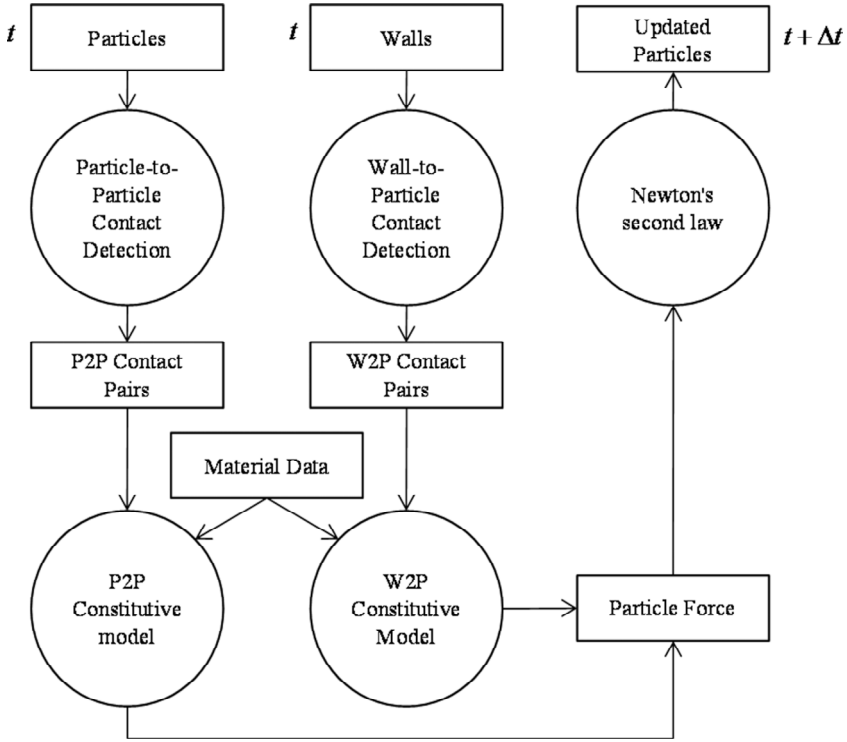 t
Particles
t
Walls
Updated
Particles
t + Δt
Particle-to-
Particle
Contact
Detection
Wall-to-
Particle
Contact
Detection
Newton's
second law
P2P Contact
Pairs
W2P Contact
Pairs
Material Data
P2P
Constitutive
model
W2P
Constitutive
Model
Particle Force